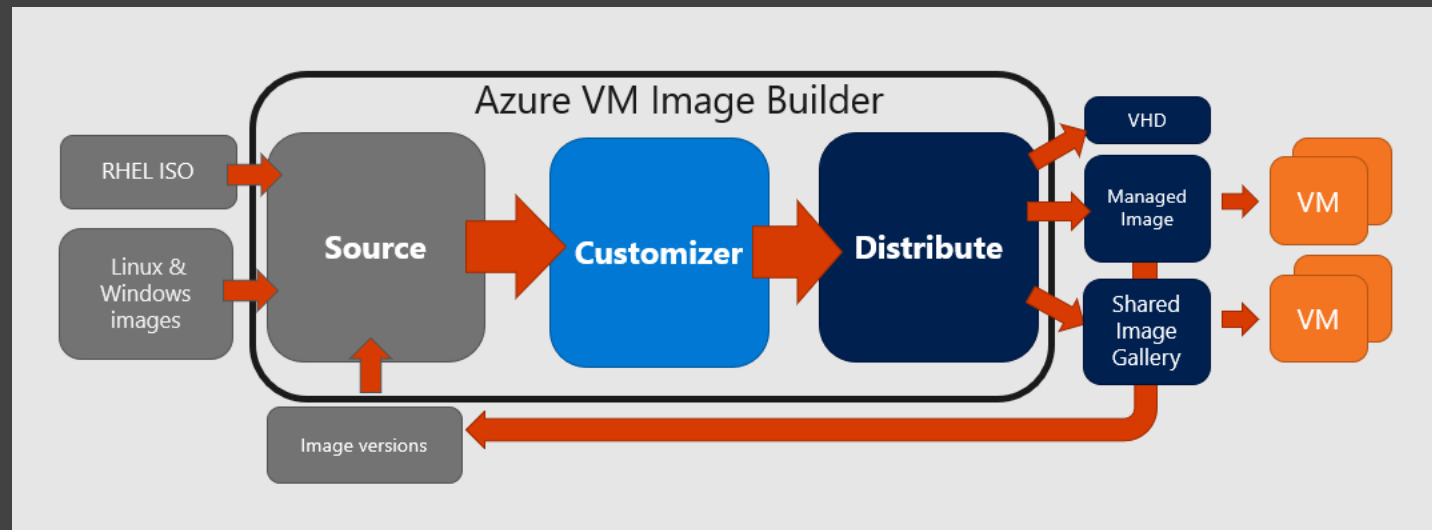 Azure VM Image Builder
RHEL ISO
Linux &
Windows
images
Source
Customizer
Distribute
VHD
Managed
Image
VM
Shared
Image
Gallery
VM
Image versions